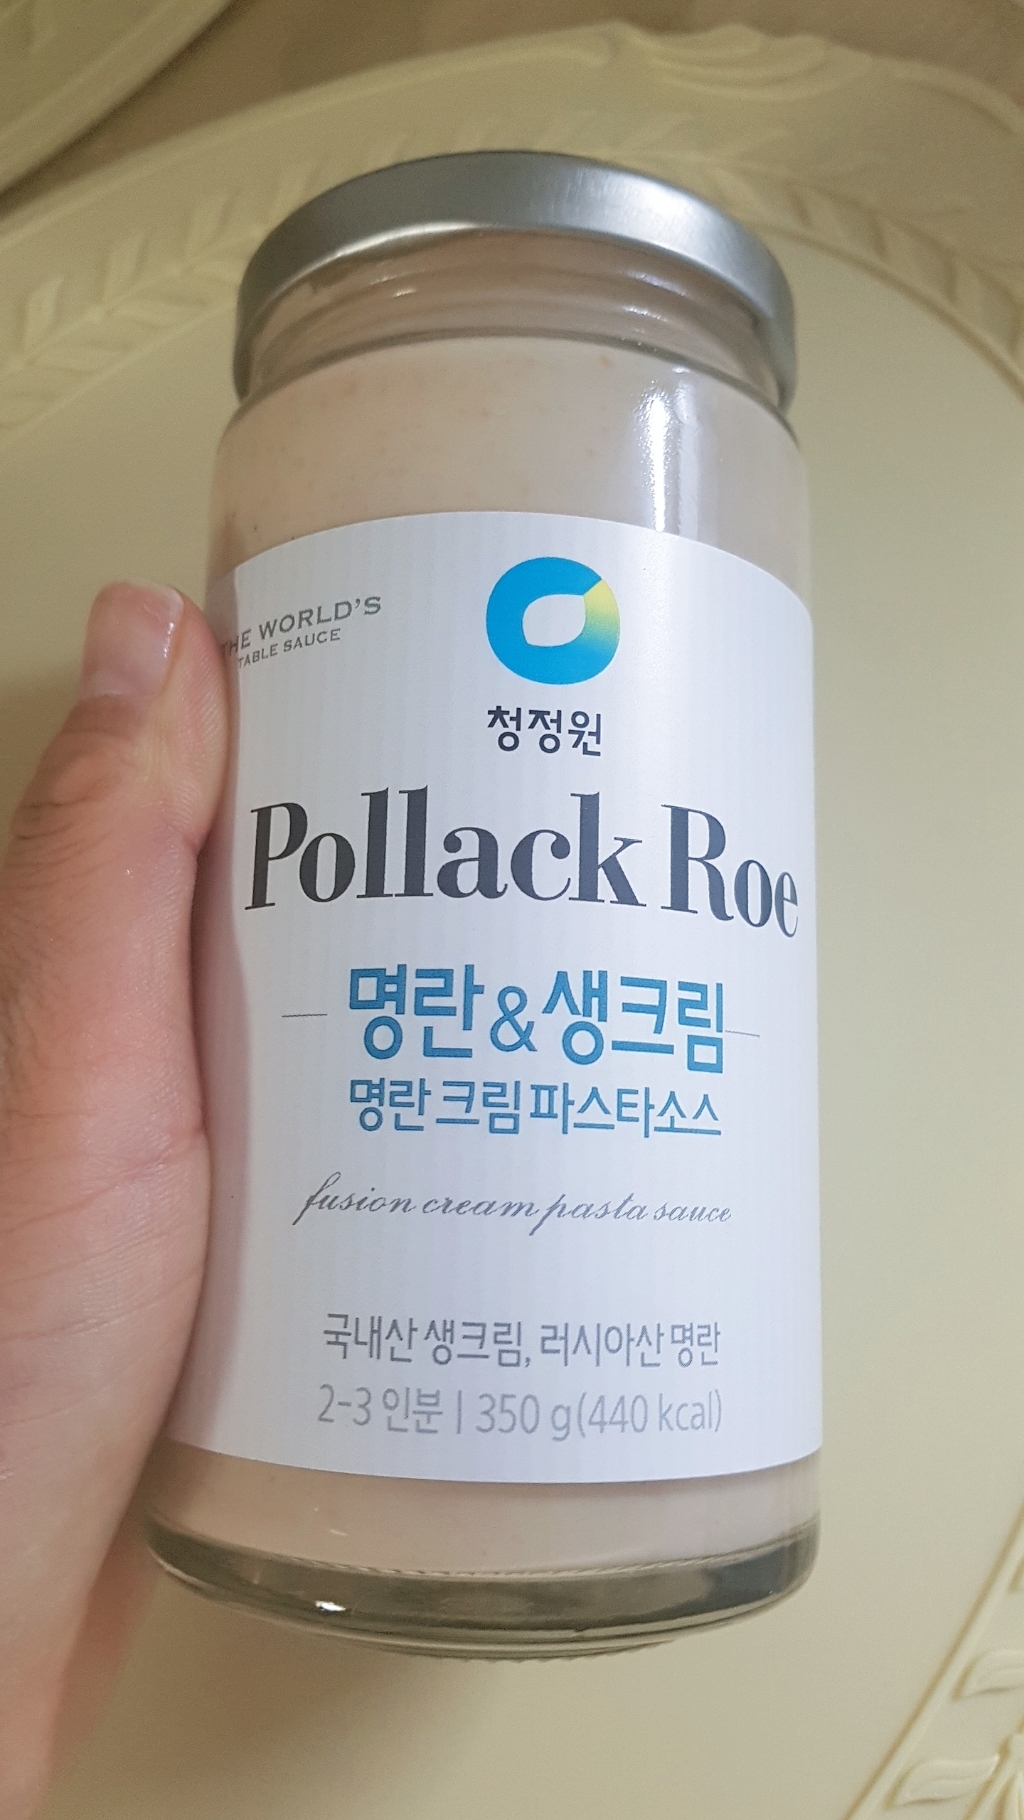 THE WORLD'S
TABLE SAUCE
청정원
Pollack Roe
명란&생크림
명란 크림 파스타소스
fusion cream pasta sauce
국내산 생크림, 러시아산 명란
2-3 인분 | 350 g(440 kcal)